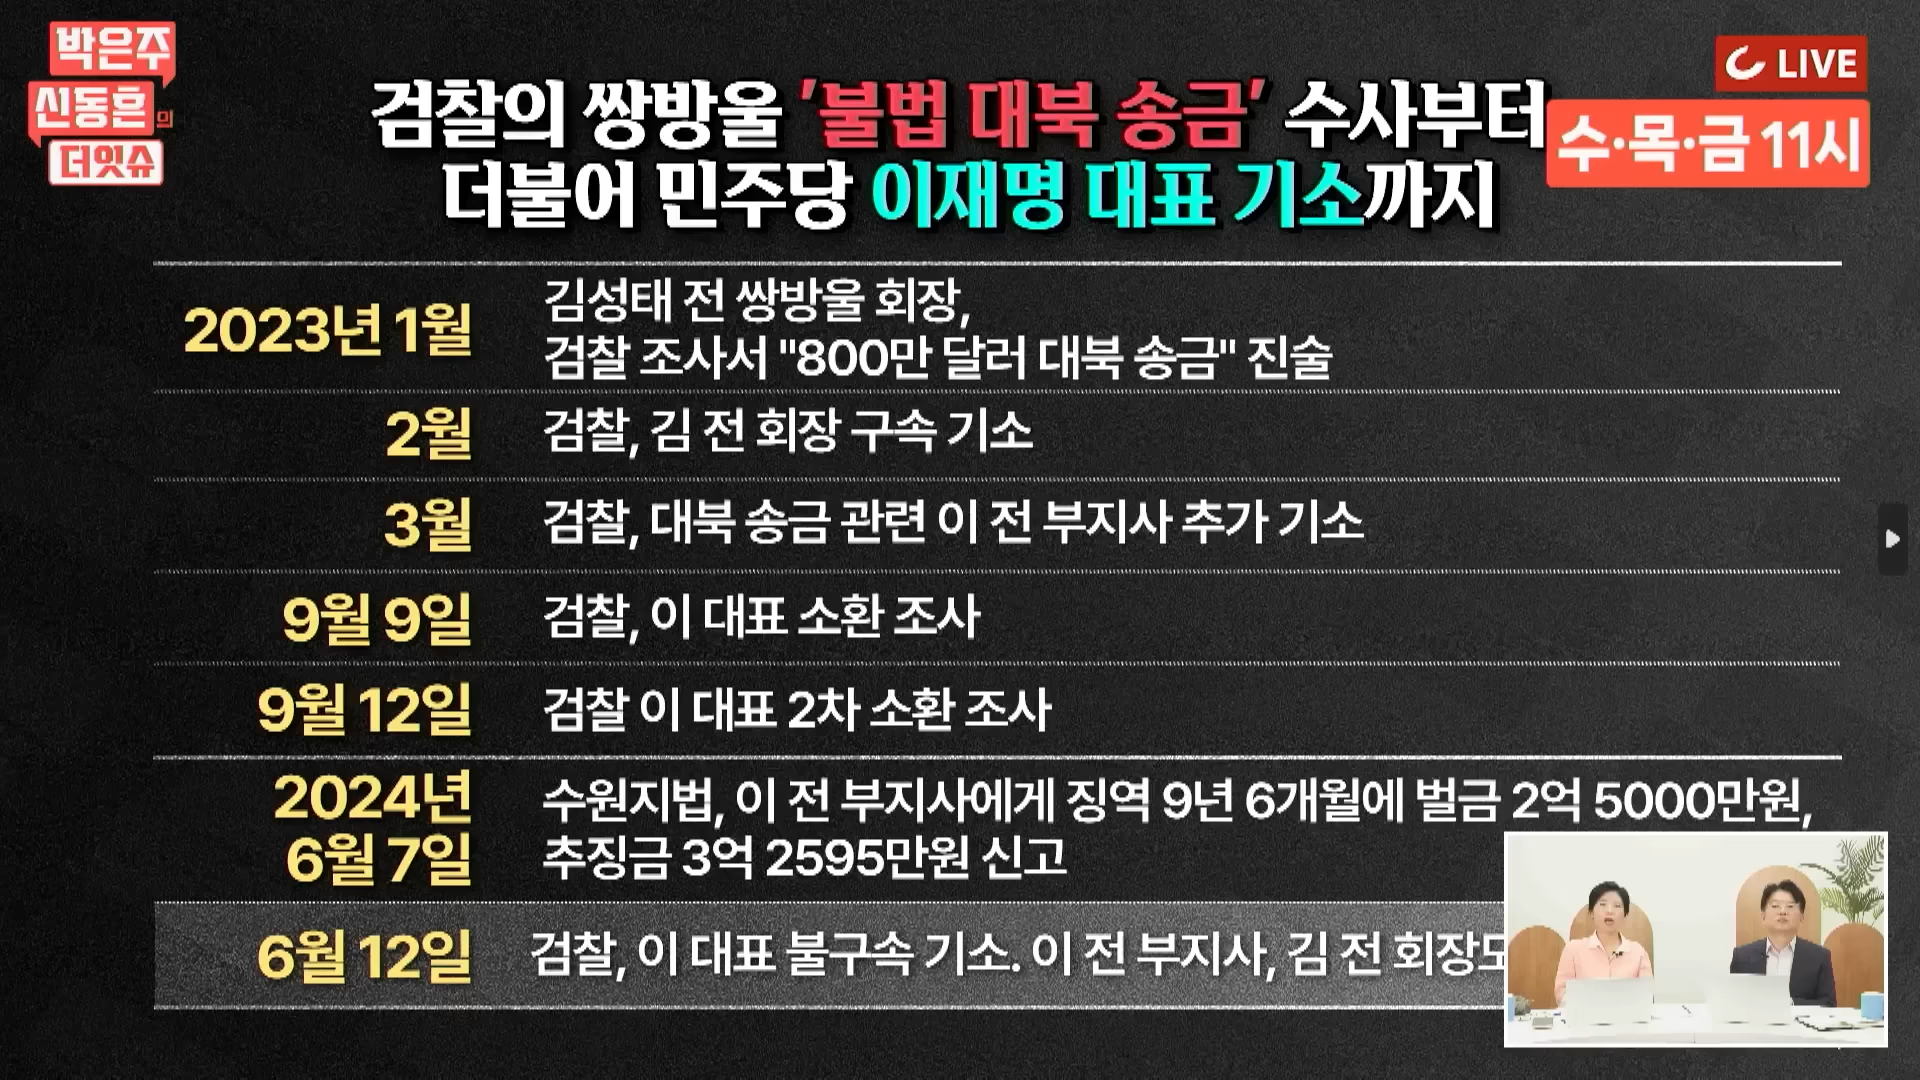 박은주
신동흔의
더잇슈
LIVE
수·목·금 11시
검찰의 쌍방울 '불법 대북 송금' 수사부터
더불어 민주당 이재명 대표 기소까지
2023년 1월
김성태 전 쌍방울 회장,
검찰 조사서 "800만 달러 대북 송금" 진술
2월
검찰, 김 전 회장 구속 기소
3월
검찰, 대북 송금 관련 이 전 부지사 추가 기소
9월 9일
검찰, 이 대표 소환 조사
9월 12일
검찰 이 대표 2차 소환 조사
2024년
6월 7일
수원지법, 이 전 부지사에게 징역 9년 6개월에 벌금 2억 5000만원,
추징금 3억 2595만원 신고
6월 12일
검찰, 이 대표 불구속 기소. 이 전 부지사, 김 전 회장도